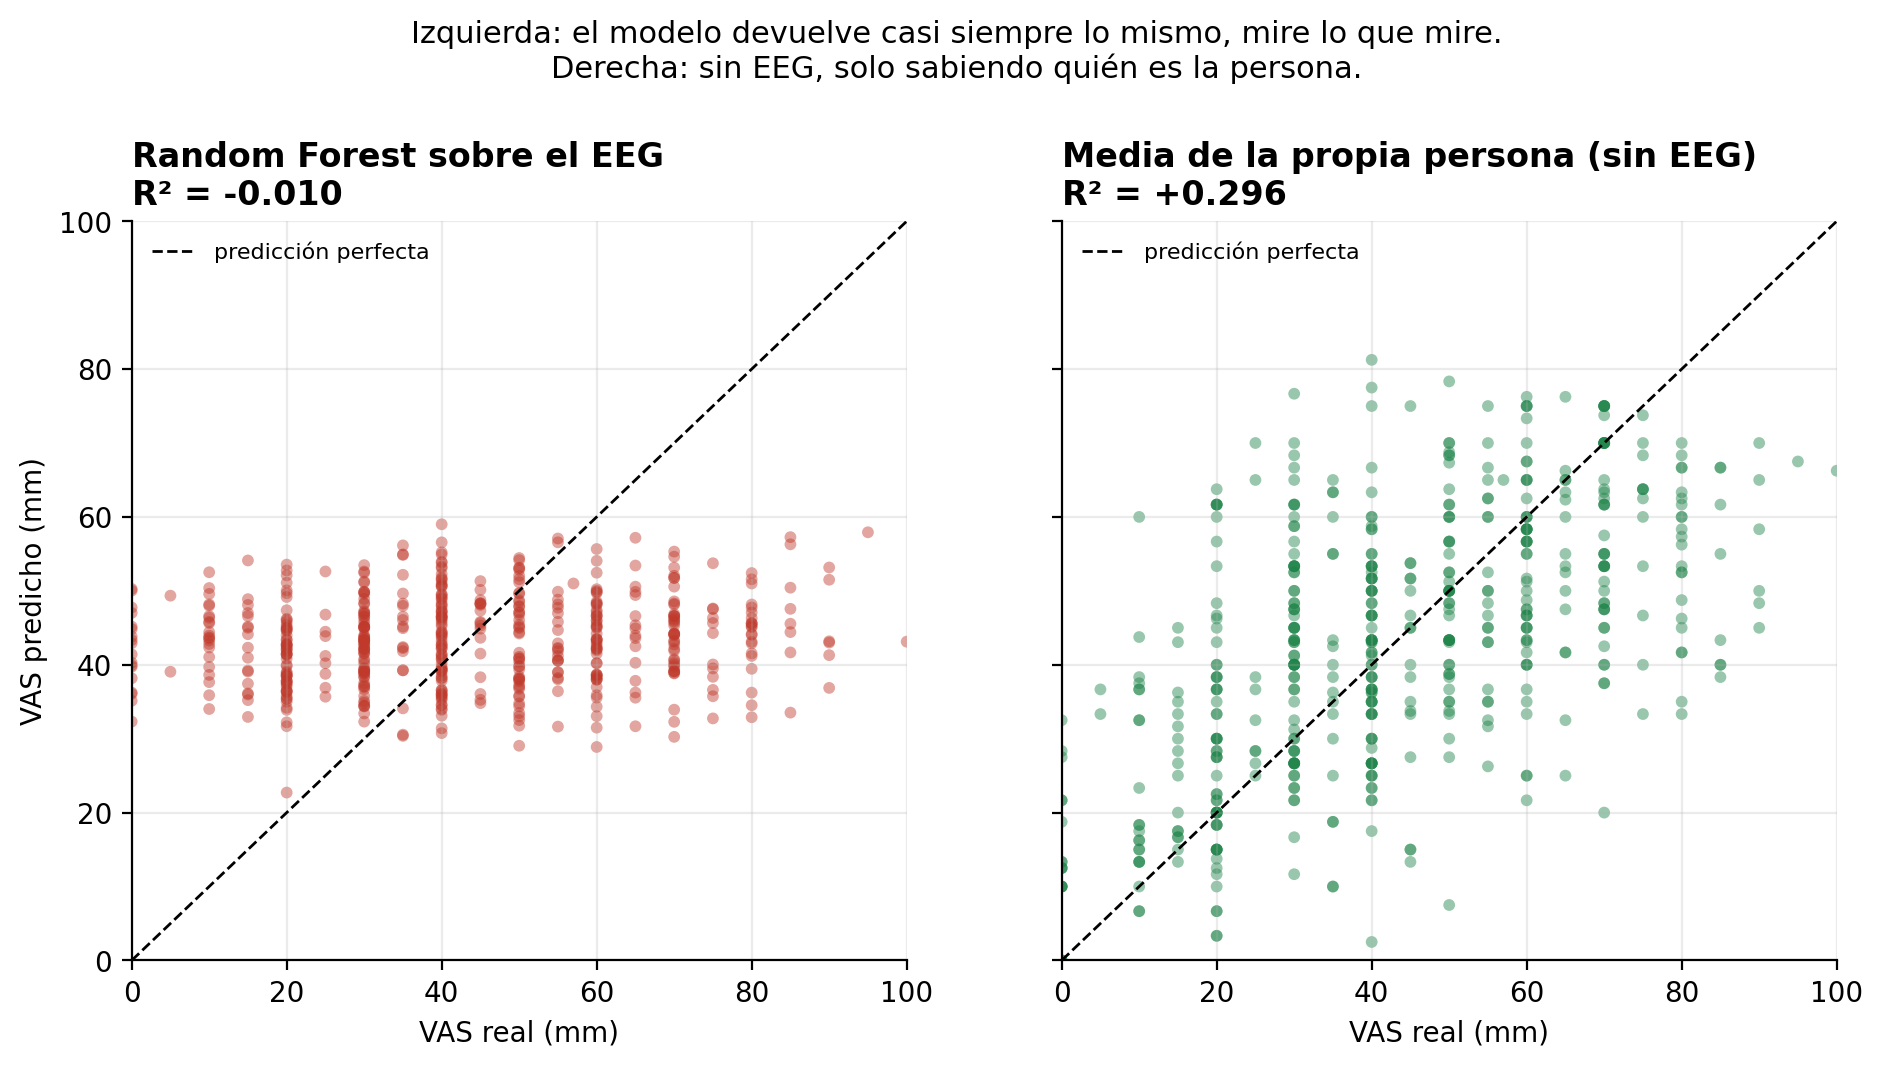 Izquierda: el modelo devuelve casi siempre lo mismo, mire lo que mire.
Derecha: sin EEG, solo sabiendo quién es la persona.
Random Forest sobre el EEG
R² = -0.010
predicción perfecta
VAS predicho (mm)
100
80
60
40
20
0
0 20 40 60 80 100
VAS real (mm)
Media de la propia persona (sin EEG)
R² = +0.296
predicción perfecta
0 20 40 60 80 100
VAS real (mm)